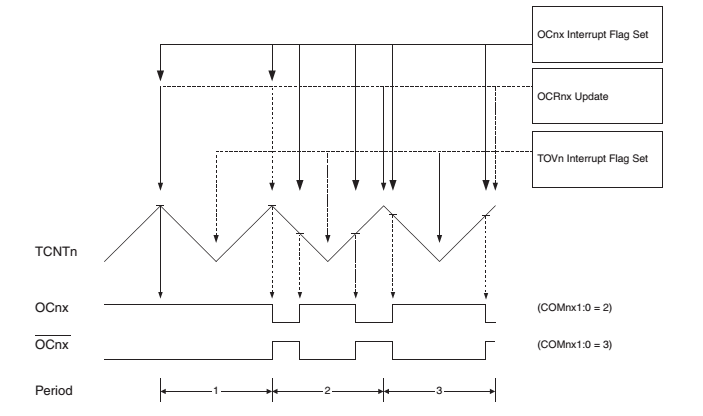 OCnx Interrupt Flag Set
OCRnx Update
TOVn Interrupt Flag Set
TCNTn
OCnx
(COMnx1:0 = 2)
OCnx
(COMnx1:0 = 3)
Period
1
2
3